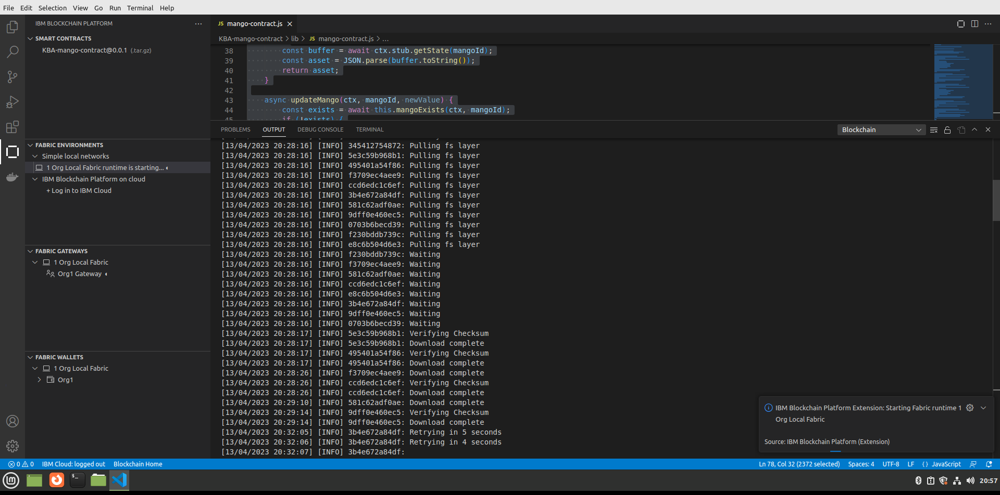 File Edit Selection View Go Run Terminal Help
IBM BLOCKCHAIN PLATFORM
SMART CONTRACTS
KBA-mango-contract@0.0.1 (.tar.gz)
FABRIC ENVIRONMENTS
Simple local networks
1 Org Local Fabric runtime is starting...
IBM Blockchain Platform on cloud
+ Log in to IBM Cloud
FABRIC GATEWAYS
1 Org Local Fabric
Org1 Gateway
FABRIC WALLETS
1 Org Local Fabric
Org1
JS mango-contract.js
KBA-mango-contract > lib > JS mango-contract.js > ...
38 const buffer = await ctx.stub.getState(mangoId);
39 const asset = JSON.parse(buffer.toString());
40 return asset;
41 }
42
43 async updateMango(ctx, mangoId, newValue) {
44 const exists = await this.mangoExists(ctx, mangoId);
45 if (!exists) {
PROBLEMS OUTPUT DEBUG CONSOLE TERMINAL
Blockchain
[13/04/2023 20:28:16] [INFO] 345412754872: Pulling fs layer
[13/04/2023 20:28:16] [INFO] 5e3c59b968b1: Pulling fs layer
[13/04/2023 20:28:16] [INFO] 495401a54f86: Pulling fs layer
[13/04/2023 20:28:16] [INFO] f3709ec4aee9: Pulling fs layer
[13/04/2023 20:28:16] [INFO] ccd6edc1c6ef: Pulling fs layer
[13/04/2023 20:28:16] [INFO] 3b4e672a84df: Pulling fs layer
[13/04/2023 20:28:16] [INFO] 581c62adf0ae: Pulling fs layer
[13/04/2023 20:28:16] [INFO] 9dff0e460ec5: Pulling fs layer
[13/04/2023 20:28:16] [INFO] 0703b6becd39: Pulling fs layer
[13/04/2023 20:28:16] [INFO] f230bddb739c: Pulling fs layer
[13/04/2023 20:28:16] [INFO] e8c6b504d6e3: Pulling fs layer
[13/04/2023 20:28:16] [INFO] f230bddb739c: Waiting
[13/04/2023 20:28:16] [INFO] f3709ec4aee9: Waiting
[13/04/2023 20:28:16] [INFO] 581c62adf0ae: Waiting
[13/04/2023 20:28:16] [INFO] ccd6edc1c6ef: Waiting
[13/04/2023 20:28:16] [INFO] e8c6b504d6e3: Waiting
[13/04/2023 20:28:16] [INFO] 3b4e672a84df: Waiting
[13/04/2023 20:28:16] [INFO] 9dff0e460ec5: Waiting
[13/04/2023 20:28:16] [INFO] 0703b6becd39: Waiting
[13/04/2023 20:28:17] [INFO] 5e3c59b968b1: Verifying Checksum
[13/04/2023 20:28:17] [INFO] 5e3c59b968b1: Download complete
[13/04/2023 20:28:17] [INFO] 495401a54f86: Verifying Checksum
[13/04/2023 20:28:17] [INFO] 495401a54f86: Download complete
[13/04/2023 20:28:26] [INFO] f3709ec4aee9: Download complete
[13/04/2023 20:28:26] [INFO] ccd6edc1c6ef: Verifying Checksum
[13/04/2023 20:28:26] [INFO] ccd6edc1c6ef: Download complete
[13/04/2023 20:29:10] [INFO] 581c62adf0ae: Download complete
[13/04/2023 20:29:14] [INFO] 9dff0e460ec5: Verifying Checksum
[13/04/2023 20:29:14] [INFO] 9dff0e460ec5: Download complete
[13/04/2023 20:32:05] [INFO] 3b4e672a84df: Retrying in 5 seconds
[13/04/2023 20:32:06] [INFO] 3b4e672a84df: Retrying in 4 seconds
[13/04/2023 20:32:07] [INFO] 3b4e672a84df:
IBM Blockchain Platform Extension: Starting Fabric runtime 1
Org Local Fabric
Source: IBM Blockchain Platform (Extension)
0 0 IBM Cloud: logged out Blockchain Home
Ln 78, Col 32 (2372 selected) Spaces: 4 UTF-8 LF {} JavaScript
20:57